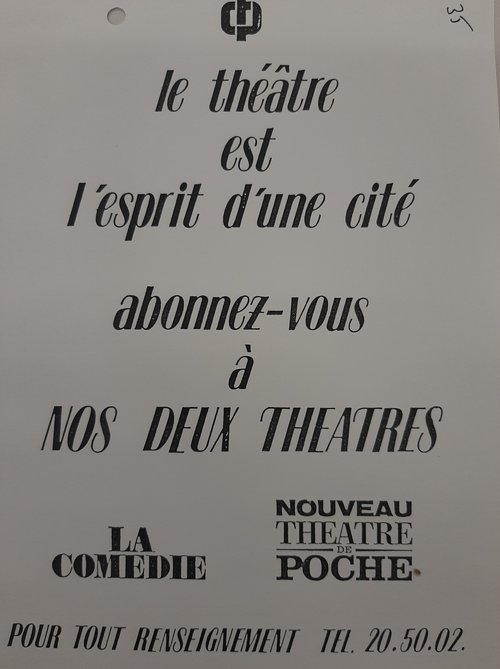 35
le théâtre
est
l'esprit d'une cité
abonnez-vous
à
NOS DEUX THEATRES
LA
COMEDIE
NOUVEAU
THEATRE
DE
POCHE
POUR TOUT RENSEIGNEMENT TEL. 20.50.02.